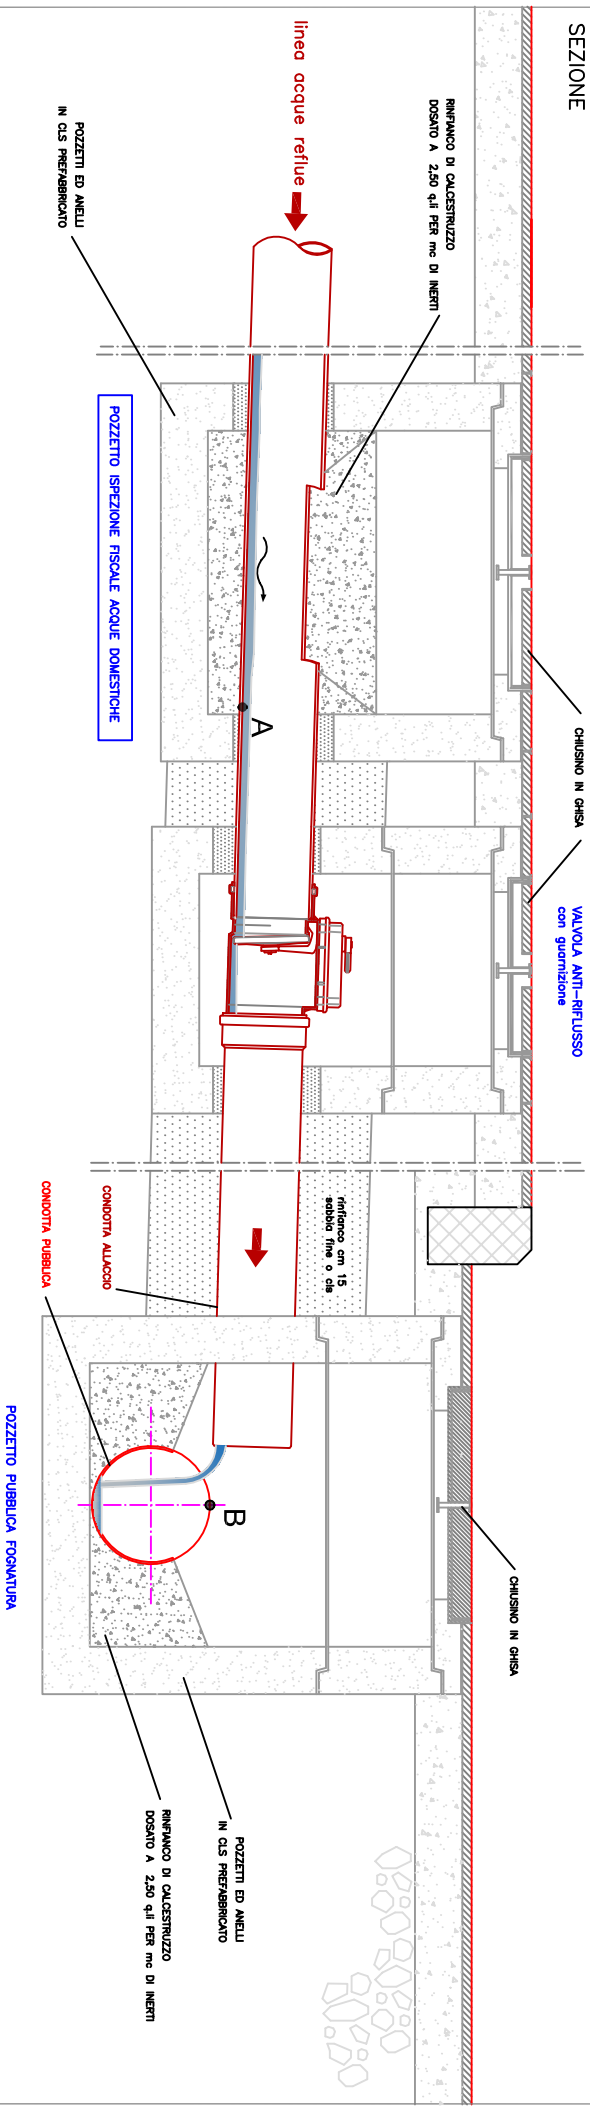 SEZIONE
linea acque reflue
RINFIANCO DI CALCESTRUZZO
DOSATO A 2,50 q.li PER mc DI INERTI
POZZETTI ED ANELLI
IN CLS PREFABBRICATO
POZZETTO ISPEZIONE FISCALE ACQUE DOMESTICHE
A
CHIUSINO IN GHISA
VALVOLA ANTI-RIFLUSSO
con guarnizione
rinfianco cm 15
sabbia fine o cls
CONDOTTA ALLACCIO
CONDOTTA PUBBLICA
B
POZZETTO PUBBLICA FOGNATURA
CHIUSINO IN GHISA
POZZETTI ED ANELLI
IN CLS PREFABBRICATO
RINFIANCO DI CALCESTRUZZO
DOSATO A 2,50 q.li PER mc DI INERTI